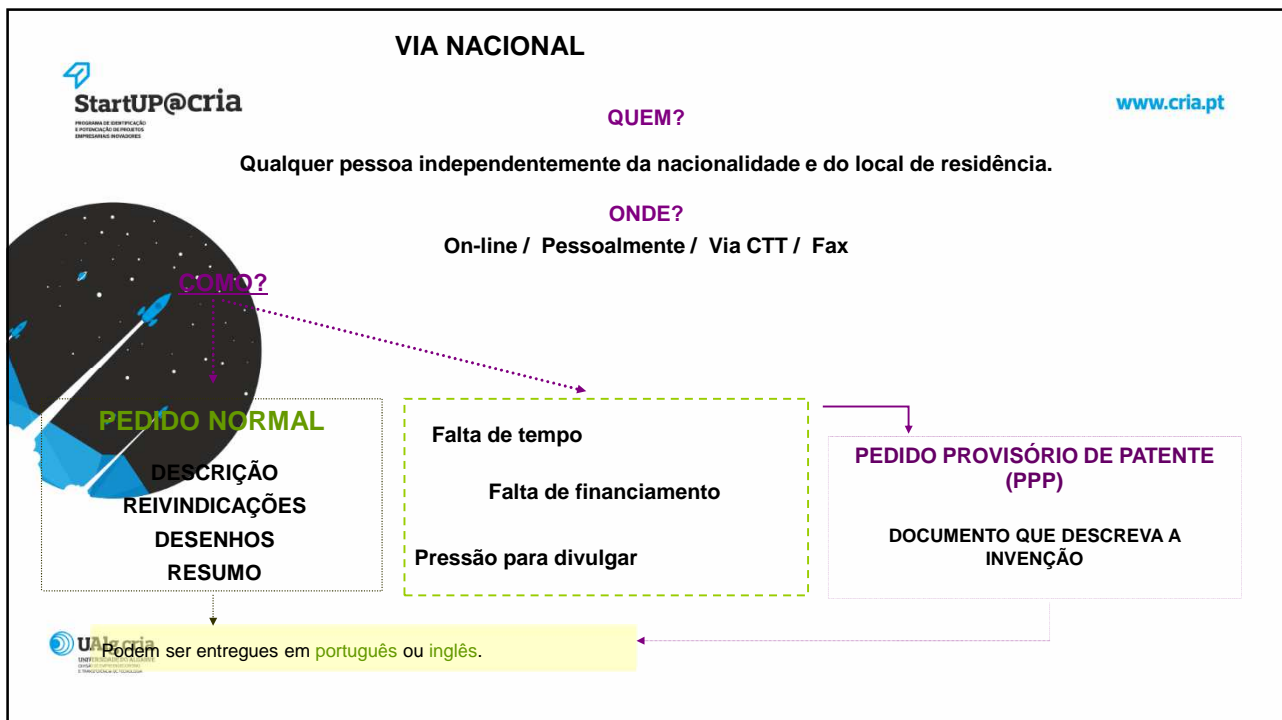 VIA NACIONAL
StartUP@cria
PROGRAMA DE IDENTIFICAÇÃO
E POTENCIAÇÃO DE PROJETOS
EMPRESARIAIS INOVADORES
www.cria.pt
QUEM?
Qualquer pessoa independentemente da nacionalidade e do local de residência.
ONDE?
On-line / Pessoalmente / Via CTT / Fax
COMO?
PEDIDO NORMAL
DESCRIÇÃO
REIVINDICAÇÕES
DESENHOS
RESUMO
Falta de tempo
Falta de financiamento
Pressão para divulgar
PEDIDO PROVISÓRIO DE PATENTE
(PPP)
DOCUMENTO QUE DESCREVA A
INVENÇÃO
UAlg cria
UNIVERSIDADE DO ALGARVE
Podem ser entregues em português ou inglês.